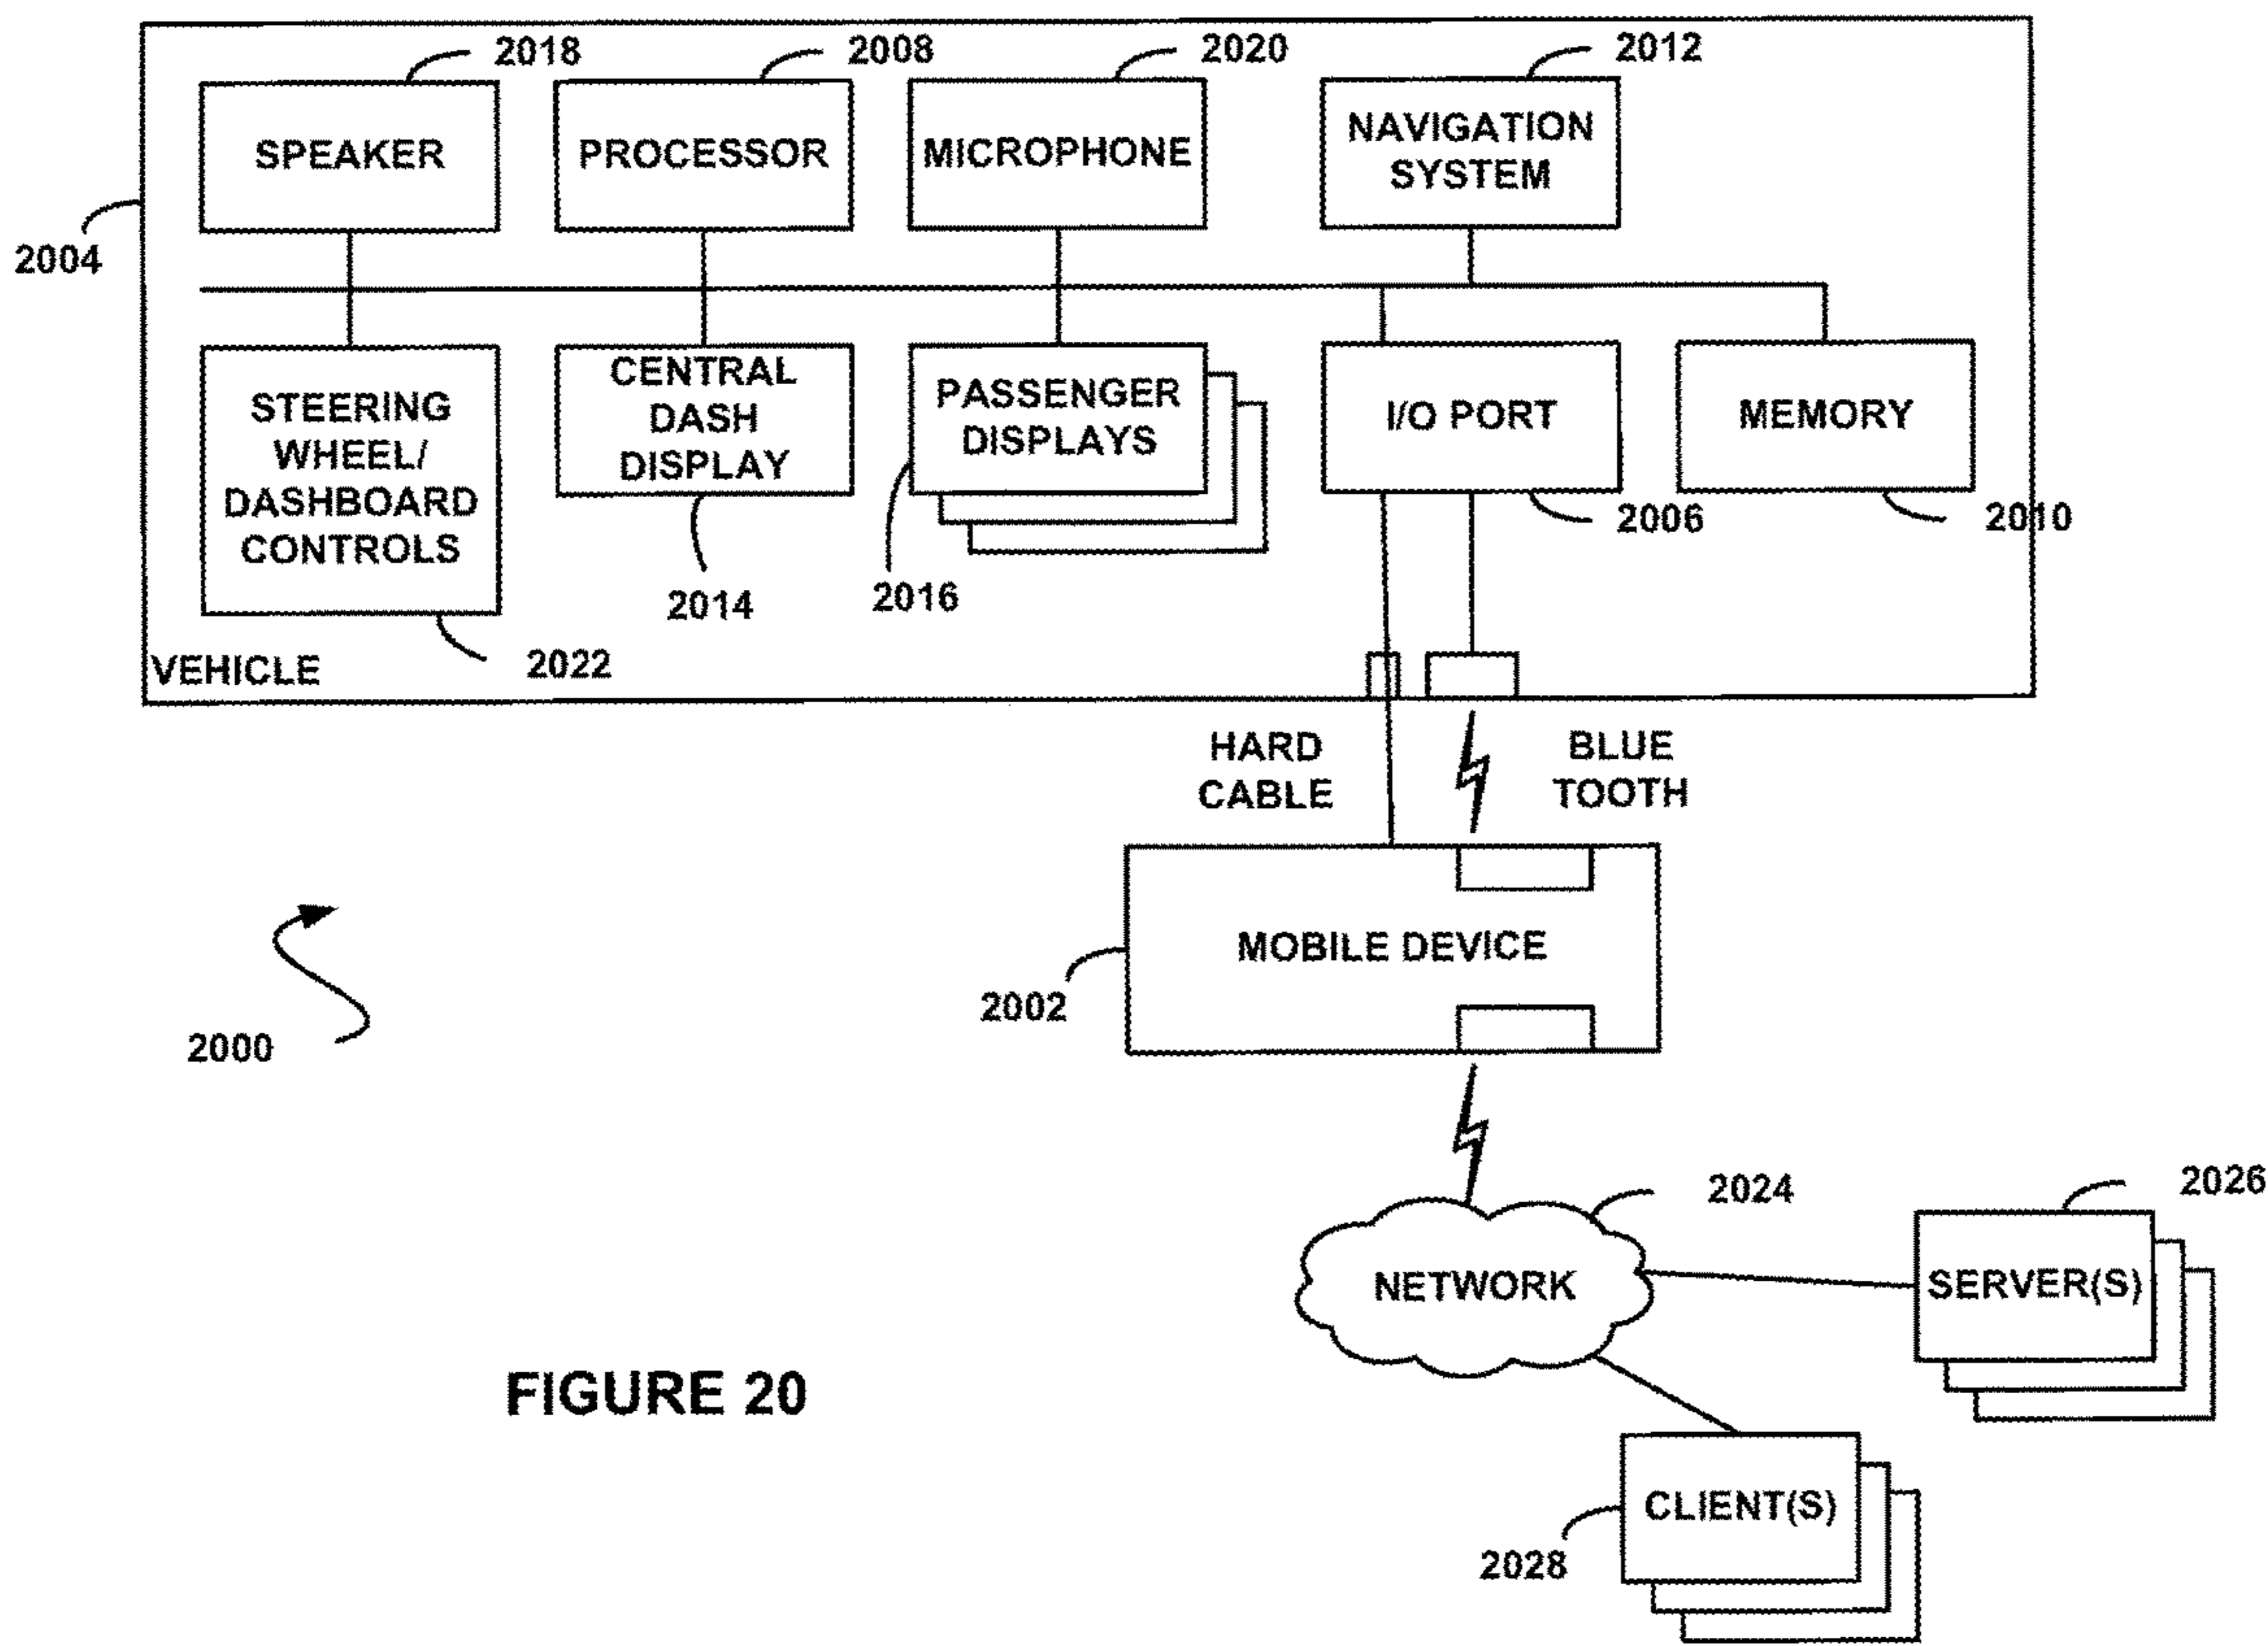 2018
2008
2020
2012
SPEAKER
PROCESSOR
MICROPHONE
NAVIGATION
SYSTEM
2004
STEERING
WHEEL/
DASHBOARD
CONTROLS
CENTRAL
DASH
DISPLAY
PASSENGER
DISPLAYS
I/O PORT
MEMORY
2006
2010
2014
2016
2022
VEHICLE
HARD
CABLE
BLUE
TOOTH
MOBILE DEVICE
2002
2000
2024
2026
NETWORK
SERVER(S)
FIGURE 20
CLIENT(S)
2028